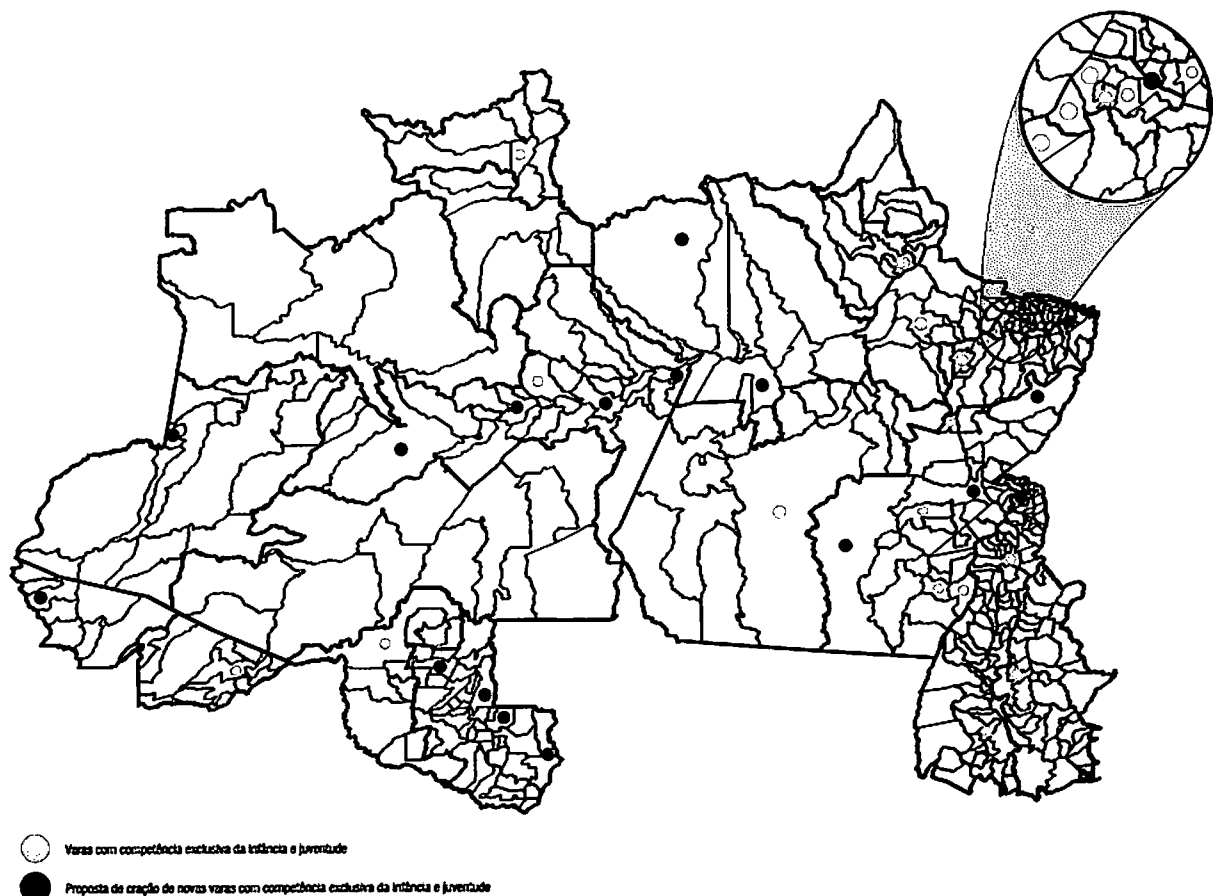 Varas com competência exclusiva da infância e juventude
Proposta de criação de novas varas com competência exclusiva da infância e juventude